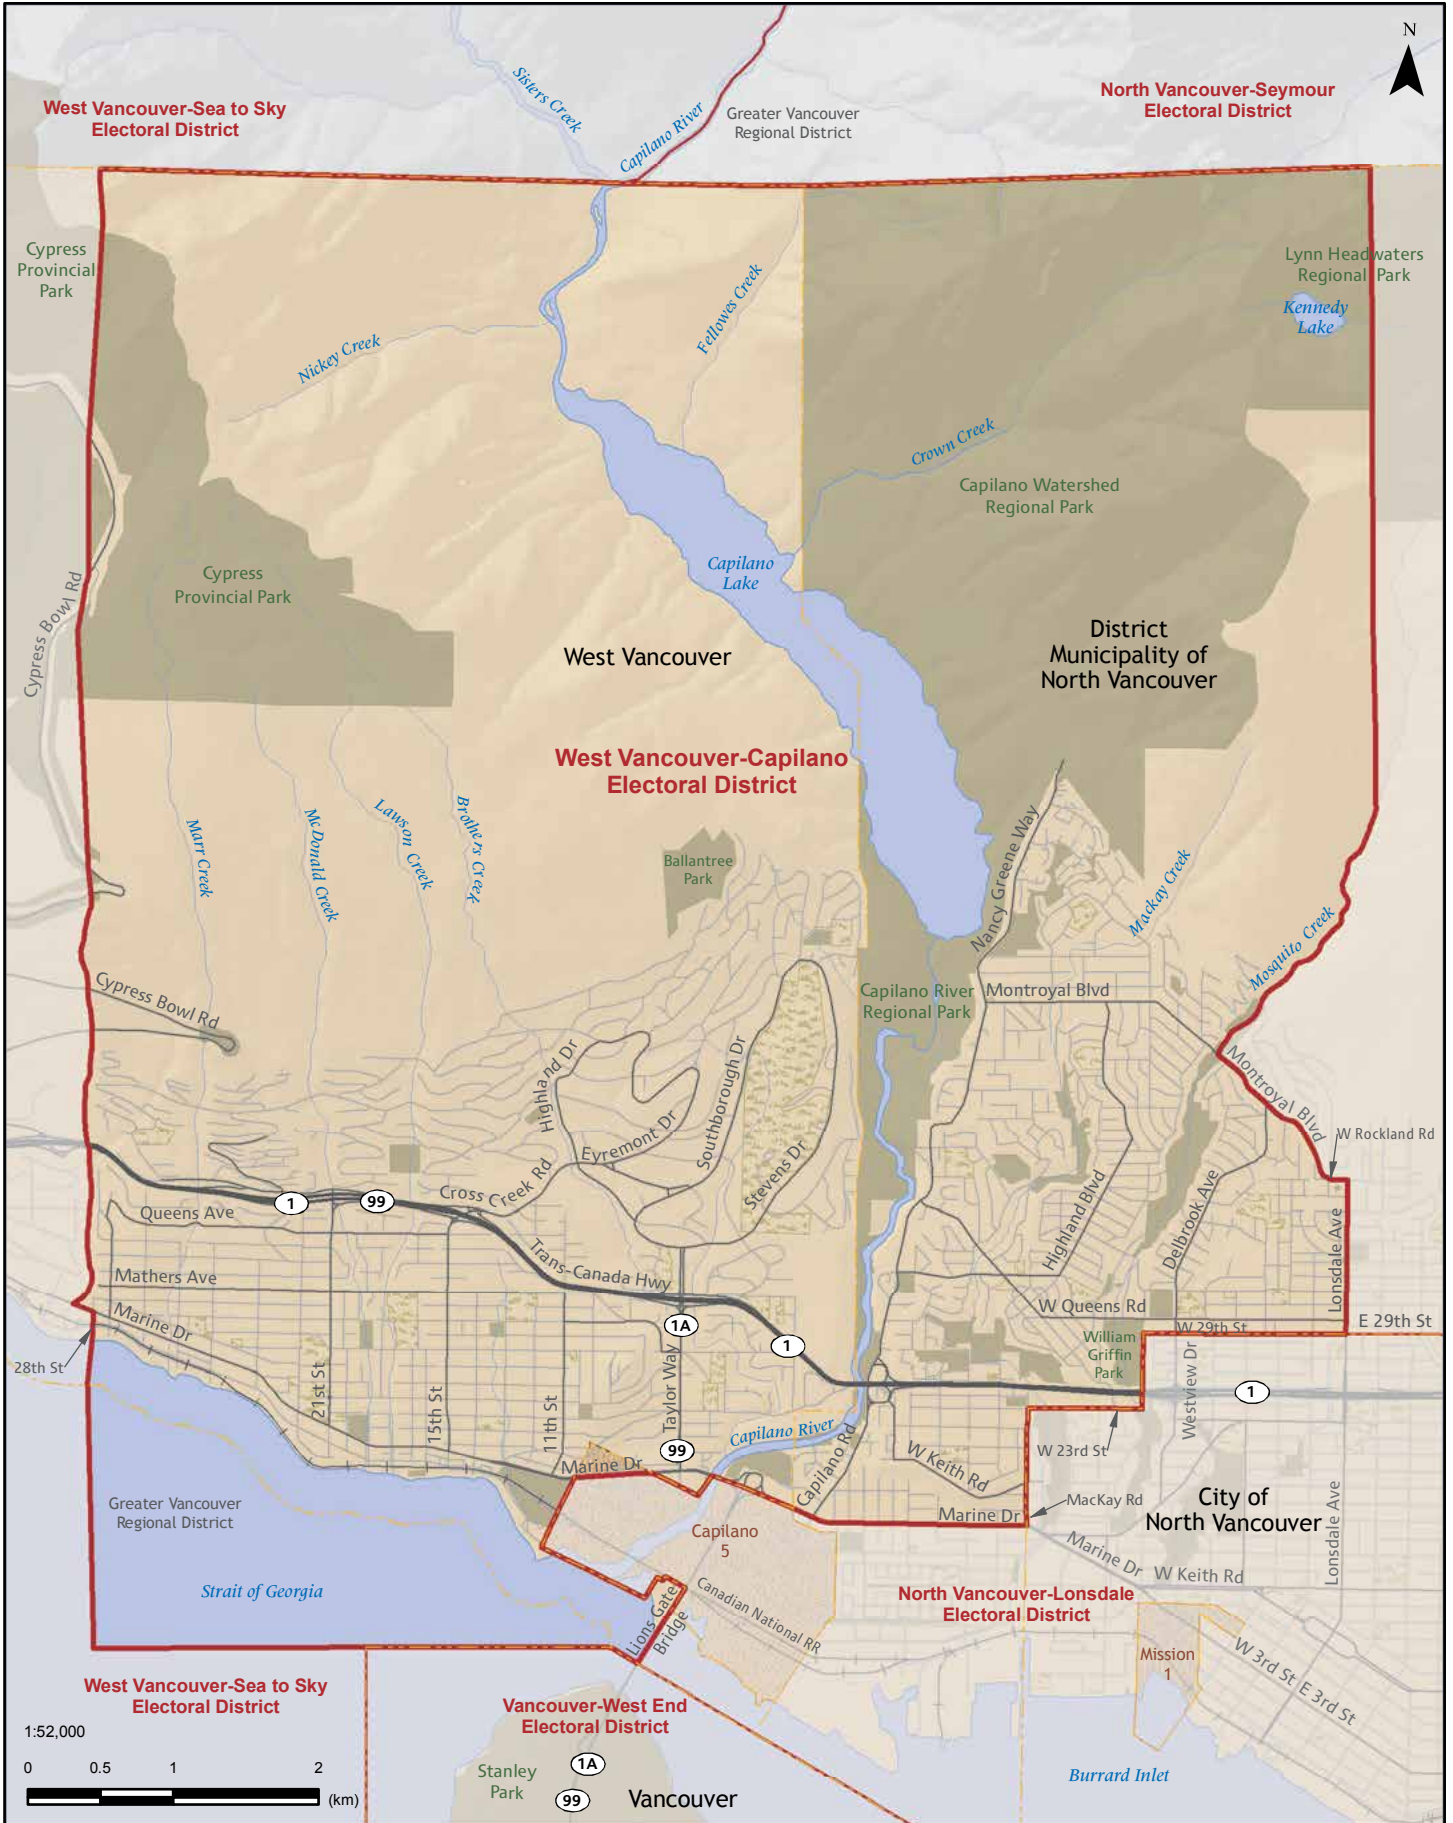 N
West Vancouver-Sea to Sky
Electoral District
Sisters Creek
Capilano River
Greater Vancouver
Regional District
North Vancouver-Seymour
Electoral District
Cypress
Provincial
Park
Lynn Headwaters
Regional Park
Kennedy
Lake
Fellowes Creek
Nickey Creek
Crown Creek
Capilano Watershed
Regional Park
Capilano
Lake
Cypress
Provincial Park
Cypress Bowl Rd
West Vancouver
District
Municipality of
North Vancouver
West Vancouver-Capilano
Electoral District
Marr Creek
McDonald Creek
Lawson Creek
Brothers Creek
Ballantree
Park
Nancy Greene Way
Mackay Creek
Mosquito Creek
Cypress Bowl Rd
Capilano River
Regional Park
Montroyal Blvd
Montroyal Blvd
W Rockland Rd
Highland Dr
Eyremont Dr
Southborough Dr
Stevens Dr
Cross Creek Rd
Highland Blvd
Delbrook Ave
Lonsdale Ave
1
99
Queens Ave
Trans-Canada Hwy
Mathers Ave
Marine Dr
W Queens Rd
W 29th St
E 29th St
1A
1
28th St
21st St
15th St
11th St
Taylor Way
William
Griffin
Park
Westview Dr
1
Capilano River
99
Capilano Rd
W Keith Rd
W 23rd St
Marine Dr
Marine Dr
MacKay Rd
City of
North Vancouver
Lonsdale Ave
Greater Vancouver
Regional District
Capilano
5
Marine Dr
W Keith Rd
Strait of Georgia
Lions Gate
Bridge
Canadian National RR
North Vancouver-Lonsdale
Electoral District
Mission
1
W 3rd St
E 3rd St
West Vancouver-Sea to Sky
Electoral District
Vancouver-West End
Electoral District
1:52,000
0
0.5
1
2
(km)
Stanley
Park
1A
99
Vancouver
Burrard Inlet